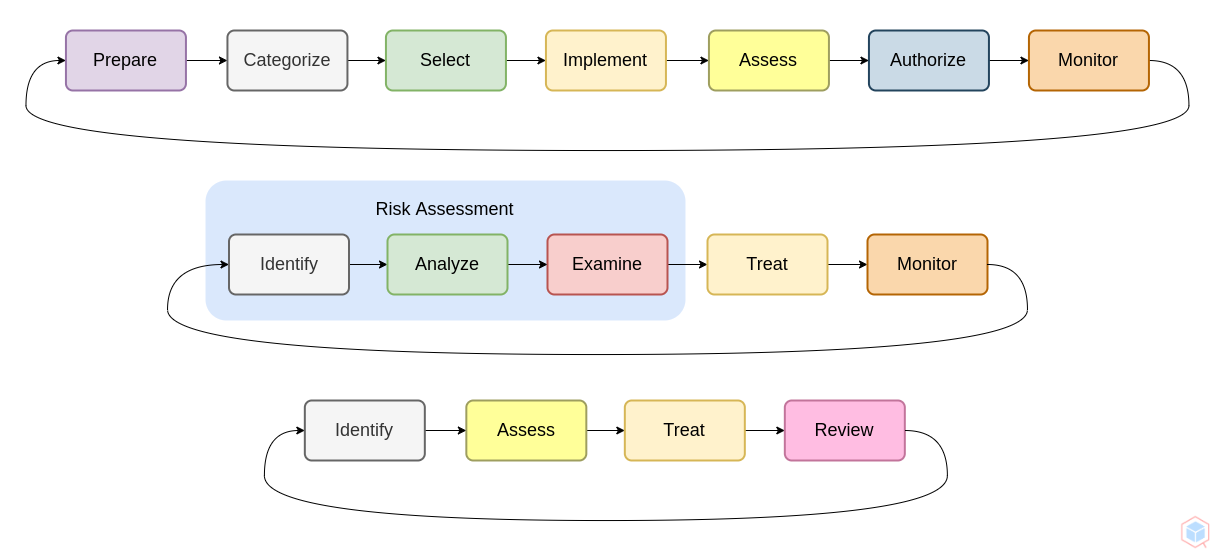 Prepare
Categorize
Select
Implement
Assess
Authorize
Monitor
Risk Assessment
Identify
Analyze
Examine
Treat
Monitor
Identify
Assess
Treat
Review